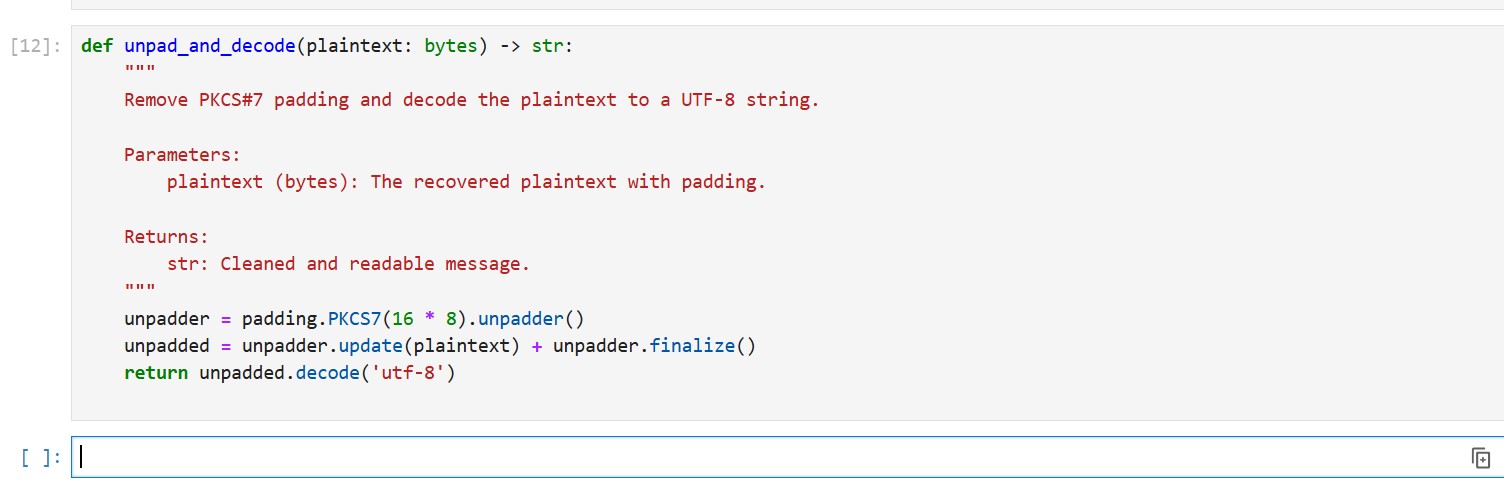 [12]: def unpad_and_decode(plaintext: bytes) -> str:
    """
    Remove PKCS#7 padding and decode the plaintext to a UTF-8 string.

    Parameters:
        plaintext (bytes): The recovered plaintext with padding.

    Returns:
        str: Cleaned and readable message.
    """
    unpadder = padding.PKCS7(16 * 8).unpadder()
    unpadded = unpadder.update(plaintext) + unpadder.finalize()
    return unpadded.decode('utf-8')
[ ]: